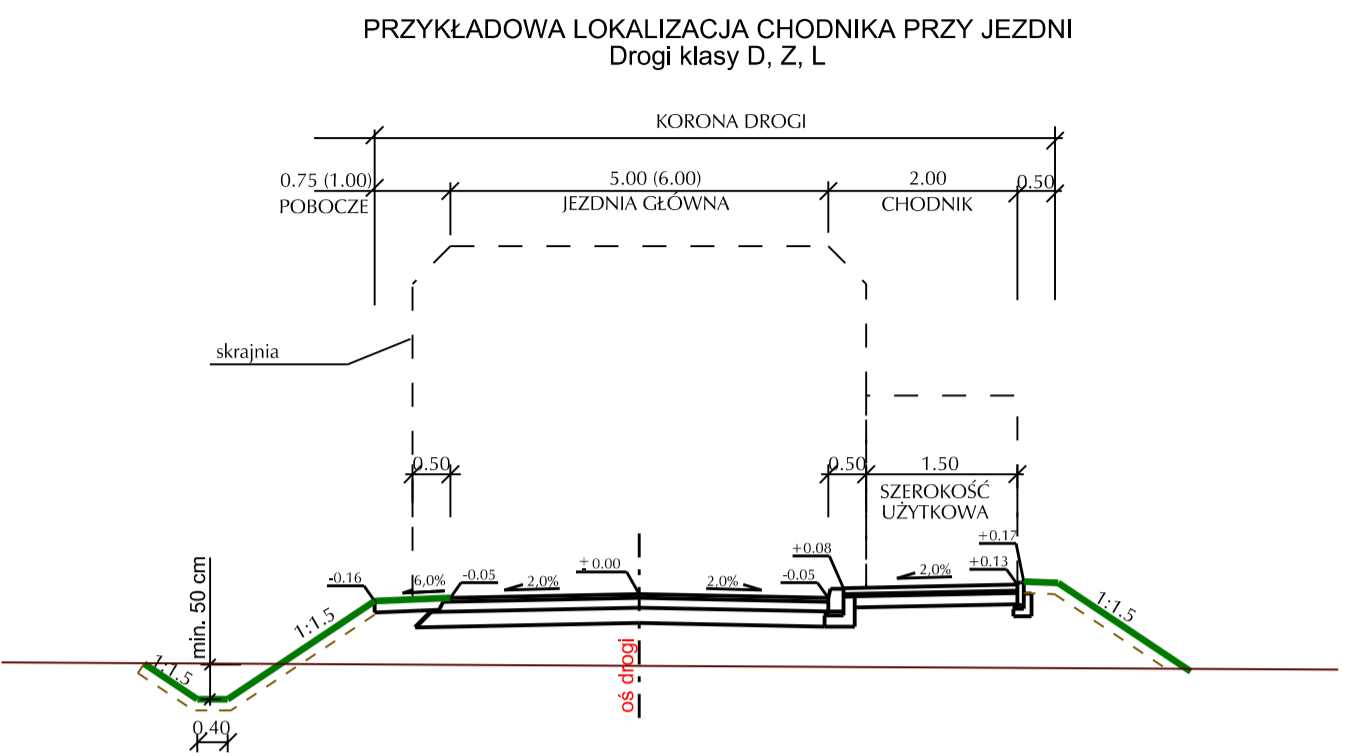 PRZYKŁADOWA LOKALIZACJA CHODNIKA PRZY JEZDNI
Drogi klasy D, Z, L
KORONA DROGI
0.75 (1.00)
5.00 (6.00)
2.00
0.50
POBOCZE
JEZDNIA GŁÓWNA
CHODNIK
skrajnia
0.50
0.50
1.50
SZEROKOŚĆ
UŻYTKOWA
+0.17
+0.08
±0.00
+0.13
-0.16
6,0%
-0.05
2,0%
2,0%
-0.05
2,0%
min. 50 cm
1:1.5
1:1.5
1:1.5
oś drogi
0.40